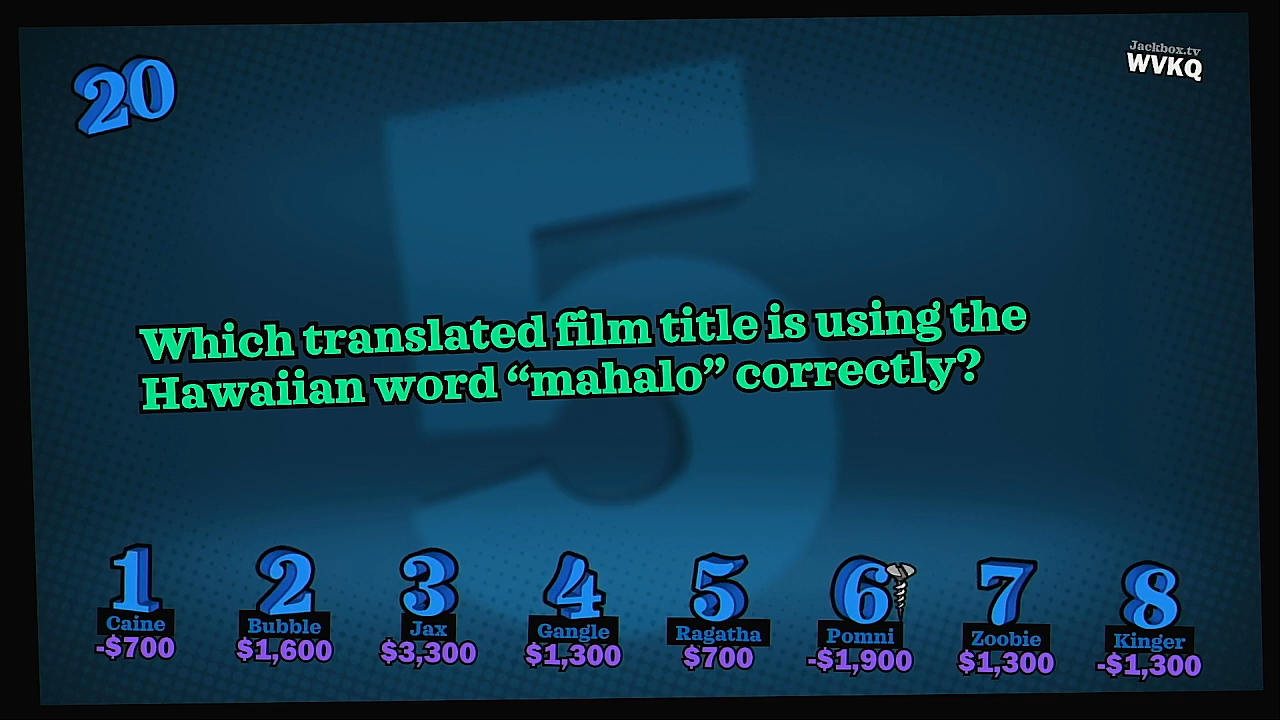 20
Jackbox.tv
WVKQ
Which translated film title is using the
Hawaiian word “mahalo” correctly?
1 2 3 4 5 6 7 8
Caine Bubble Jax Gangle Ragatha Pomni Zoobie Kinger
-$700 $1,600 $3,300 $1,300 $700 -$1,900 $1,300 -$1,300
5